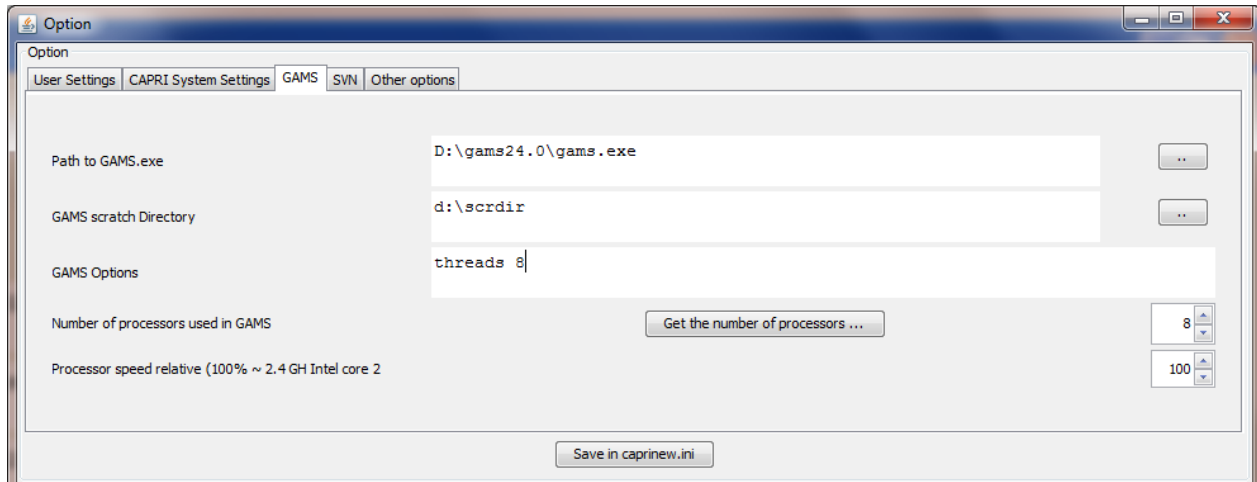 Option
Option
User Settings CAPRI System Settings GAMS SVN Other options
Path to GAMS.exe D:\gams24.0\gams.exe ..
GAMS scratch Directory d:\scrdir ..
GAMS Options threads 8
Number of processors used in GAMS Get the number of processors ... 8
Processor speed relative (100% ~ 2.4 GH Intel core 2 100
Save in caprinew.ini